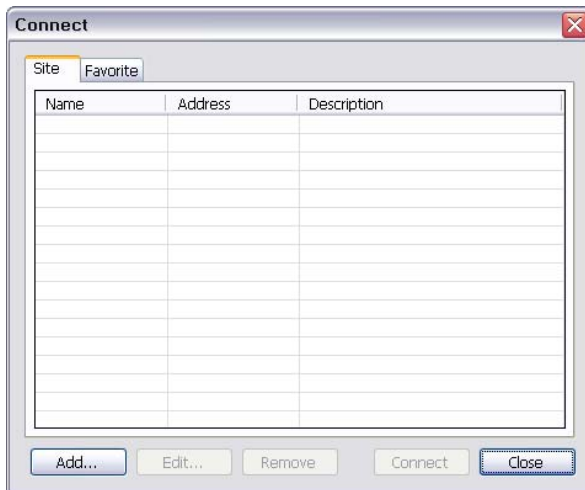 Connect
Site Favorite
Name Address Description
Add... Edit... Remove Connect Close